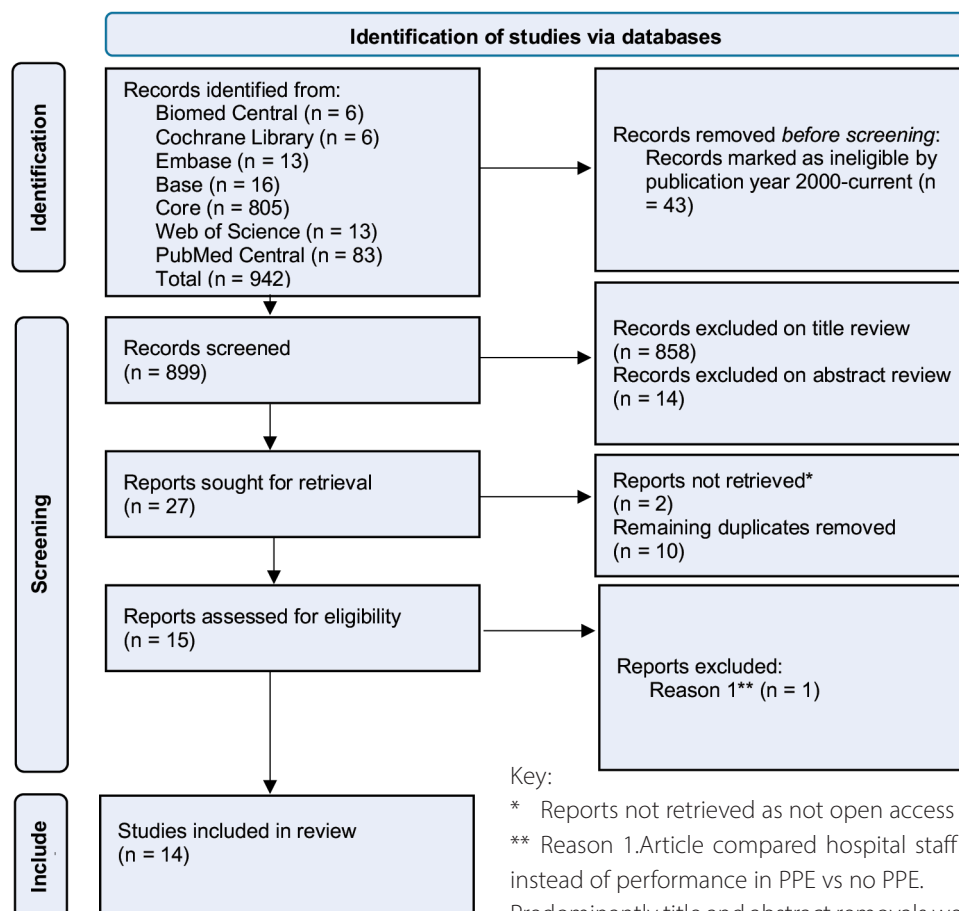 Identification of studies via databases
Identification
Records identified from:
Biomed Central (n = 6)
Cochrane Library (n = 6)
Embase (n = 13)
Base (n = 16)
Core (n = 805)
Web of Science (n = 13)
PubMed Central (n = 83)
Total (n = 942)
Records removed before screening:
Records marked as ineligible by
publication year 2000-current (n
= 43)
Screening
Records screened
(n = 899)
Records excluded on title review
(n = 858)
Records excluded on abstract review
(n = 14)
Reports sought for retrieval
(n = 27)
Reports not retrieved*
(n = 2)
Remaining duplicates removed
(n = 10)
Reports assessed for eligibility
(n = 15)
Reports excluded:
Reason 1** (n = 1)
Include
Studies included in review
(n = 14)
Key:
* Reports not retrieved as not open access
** Reason 1.Article compared hospital staff
instead of performance in PPE vs no PPE.
Predominantly title and abstract removals